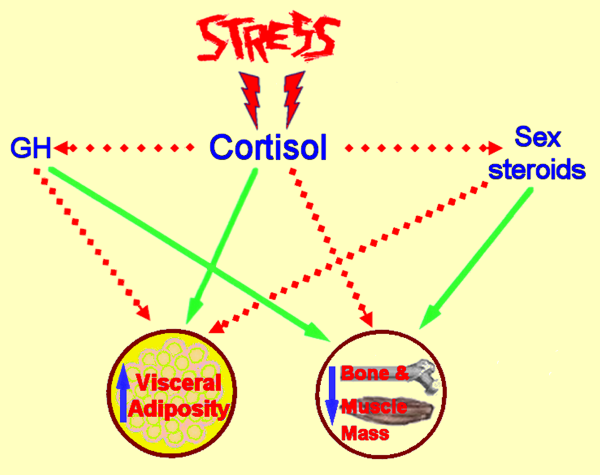 STRESS
GH
Cortisol
Sex
steroids
Visceral
Adiposity
Bone &
Muscle
Mass